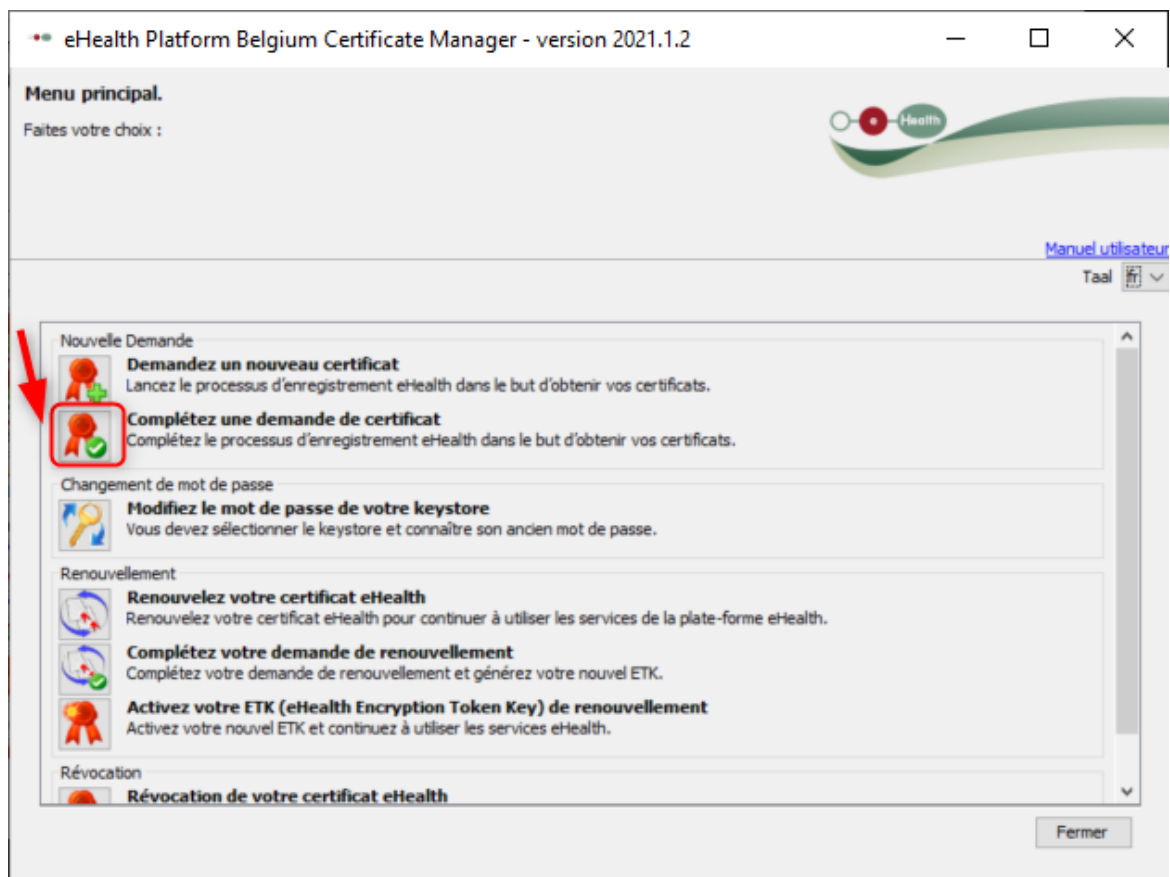 eHealth Platform Belgium Certificate Manager - version 2021.1.2
Menu principal.
Faites votre choix :
e Health
Manuel utilisateur
Taal fr
Nouvelle Demande
Demandez un nouveau certificat
Lancez le processus d'enregistrement eHealth dans le but d'obtenir vos certificats.
Complétez une demande de certificat
Complétez le processus d'enregistrement eHealth dans le but d'obtenir vos certificats.
Changement de mot de passe
Modifiez le mot de passe de votre keystore
Vous devez sélectionner le keystore et connaître son ancien mot de passe.
Renouvellement
Renouvelez votre certificat eHealth
Renouvelez votre certificat eHealth pour continuer à utiliser les services de la plate-forme eHealth.
Complétez votre demande de renouvellement
Complétez votre demande de renouvellement et générez votre nouvel ETK.
Activez votre ETK (eHealth Encryption Token Key) de renouvellement
Activez votre nouvel ETK et continuez à utiliser les services eHealth.
Révocation
Révocation de votre certificat eHealth
Fermer